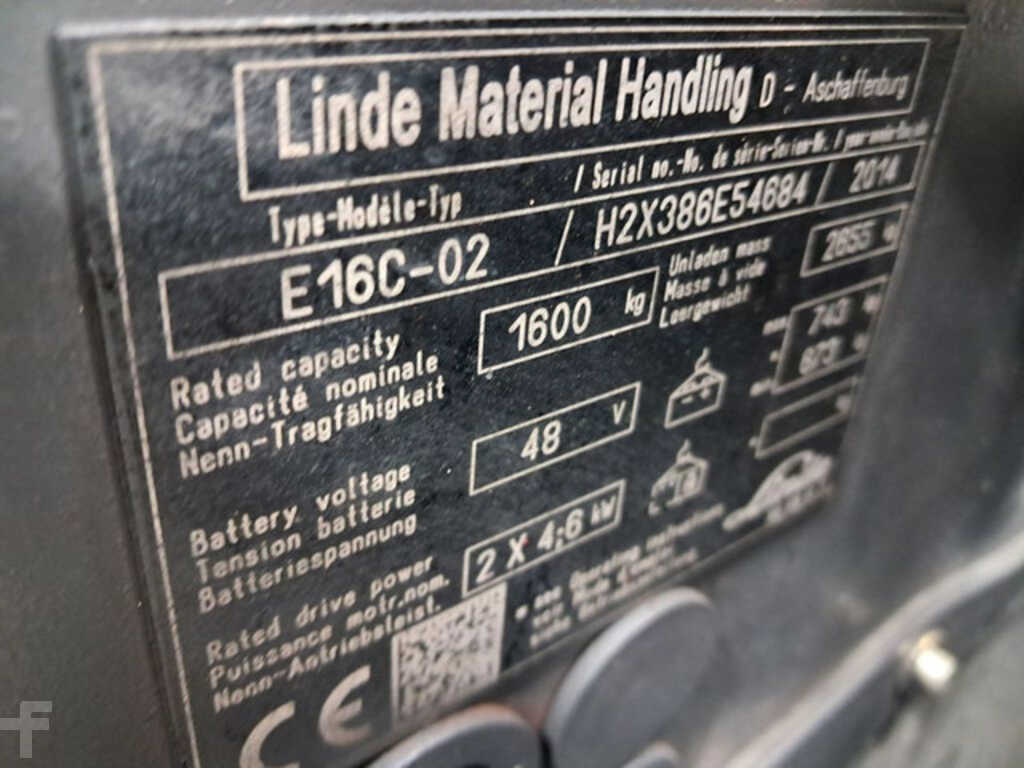 Linde Material Handling D - Aschaffenburg
Type-Modèle-Typ / Serial no.-No. de série-Serien-Nr. /
E16C-02 / H2X386E54684 / 2014
Rated capacity
Capacité nominale
Nenn-Tragfähigkeit
1600 kg
Unladen mass
Masse à vide
Leergewicht
2655 kg
743
873
Battery voltage
Tension batterie
Batteriespannung
48 V
Rated drive power
Puissance motr.nom.
Nenn-Antriebsleist.
2 X 4,6 kW
CE
F